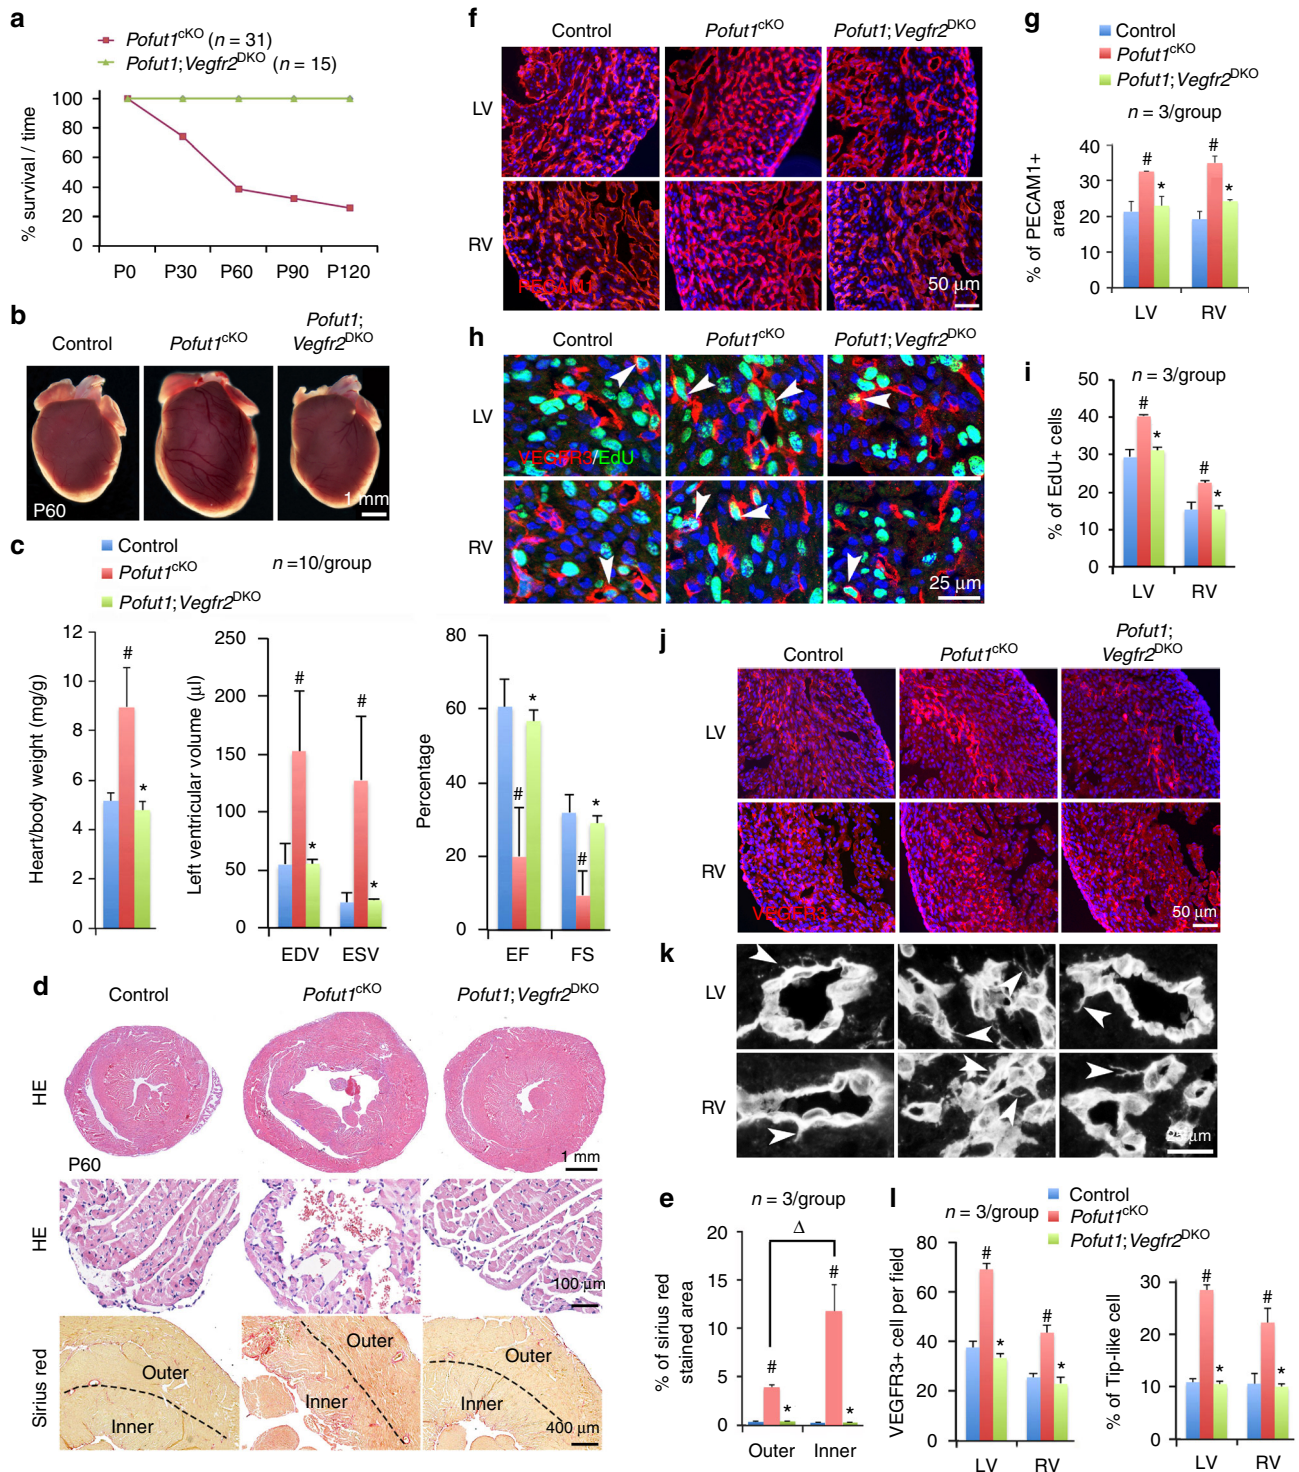 a
Pofut1cKO (n = 31)
Pofut1;Vegfr2DKO (n = 15)
% survival / time
100
80
60
40
20
0
P0 P30 P60 P90 P120
b
Control Pofut1cKO Pofut1;
Vegfr2DKO
P60
1 mm
c
Control
Pofut1cKO
Pofut1;Vegfr2DKO
n =10/group
Heart/body weight (mg/g)
12
10
8
6
4
2
0
#
*
Left ventricular volume (µl)
250
200
150
100
50
0
# #
* *
EDV ESV
Percentage
80
60
40
20
0
# * # *
EF FS
d
Control Pofut1cKO Pofut1;Vegfr2DKO
HE
P60
1 mm
HE
100 µm
Sirius red
Outer Outer Outer
Inner Inner Inner
400 µm
e
n = 3/group
% of sirius red
stained area
20
15
10
5
0
Δ
# * # *
Outer Inner
f
Control Pofut1cKO Pofut1;Vegfr2DKO
LV
RV
PECAM1
50 µm
g
Control
Pofut1cKO
Pofut1;Vegfr2DKO
n = 3/group
% of PECAM1+
area
40
30
20
10
0
# * # *
LV RV
h
Control Pofut1cKO Pofut1;Vegfr2DKO
LV
VEGFR3/EdU
RV
25 µm
i
n = 3/group
% of EdU+ cells
50
40
30
20
10
0
# * # *
LV RV
j
Control Pofut1cKO Pofut1;
Vegfr2DKO
LV
RV
VEGFR3
50 µm
k
LV
RV
25 µm
l
Control
Pofut1cKO
Pofut1;Vegfr2DKO
n = 3/group
VEGFR3+ cell per field
80
60
40
20
0
# * # *
LV RV
% of Tip-like cell
30
20
10
0
# * # *
LV RV